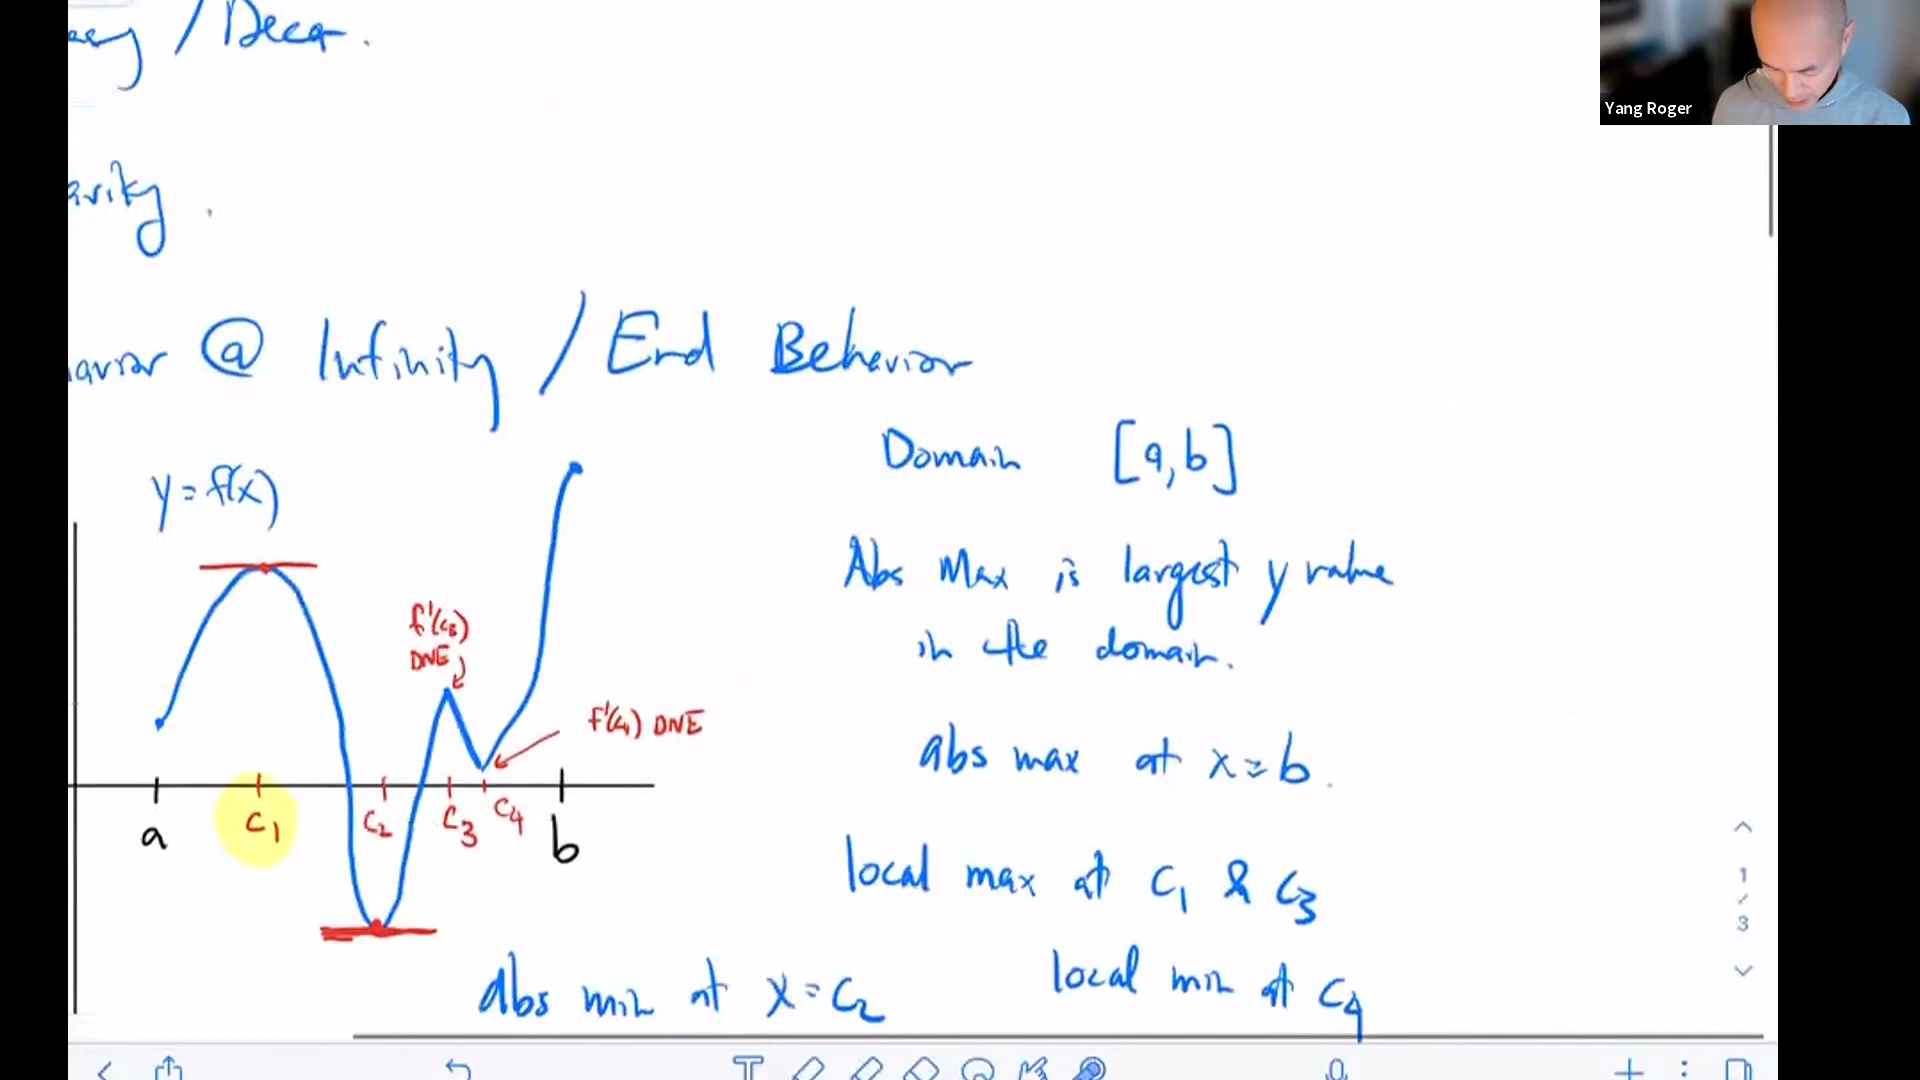 / Decr.
Yang Roger
@ Infinity / End Behavior
Domain [a,b]
y = f(x)
Abs Max is largest y value
in the domain.
f'(c3)
DNE
f'(c4) DNE
abs max at x = b.
a c1 c2 c3 c4 b
local max at c1 & c3
abs min at x = c2
local min at c4
1
3